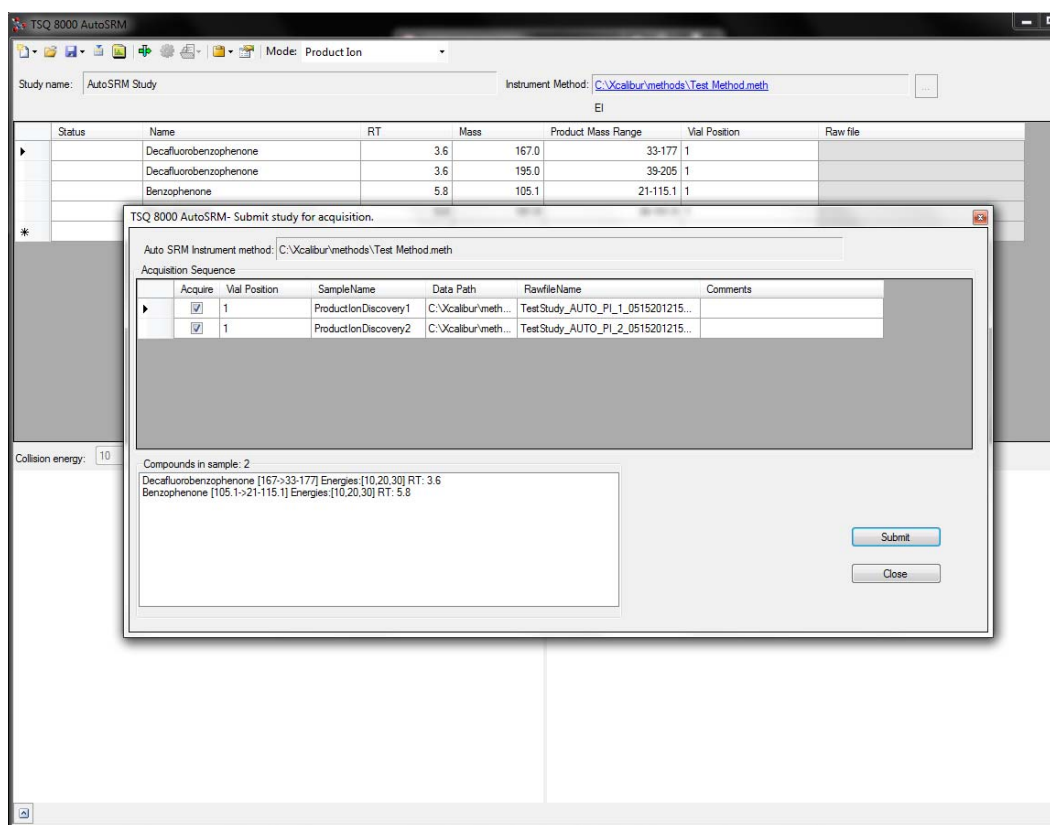 TSQ 8000 AutoSRM
Mode: Product Ion
Study name: AutoSRM Study Instrument Method: C:\Xcalibur\methods\Test Method.meth ...
EI
Status Name RT Mass Product Mass Range Vial Position Raw file
Decafluorobenzophenone 3.6 167.0 33-177 1
Decafluorobenzophenone 3.6 195.0 39-205 1
Benzophenone 5.8 105.1 21-115.1 1
TSQ 8000 AutoSRM- Submit study for acquisition.
Auto SRM Instrument method: C:\Xcalibur\methods\Test Method.meth
Acquisition Sequence
Acquire Vial Position SampleName Data Path RawfileName Comments
1 ProductIonDiscovery1 C:\Xcalibur\meth... TestStudy_AUTO_PI_1_0515201215...
1 ProductIonDiscovery2 C:\Xcalibur\meth... TestStudy_AUTO_PI_2_0515201215...
Collision energy: 10
Compounds in sample: 2
Decafluorobenzophenone [167->33-177] Energies:[10,20,30] RT: 3.6
Benzophenone [105.1->21-115.1] Energies:[10,20,30] RT: 5.8
Submit
Close